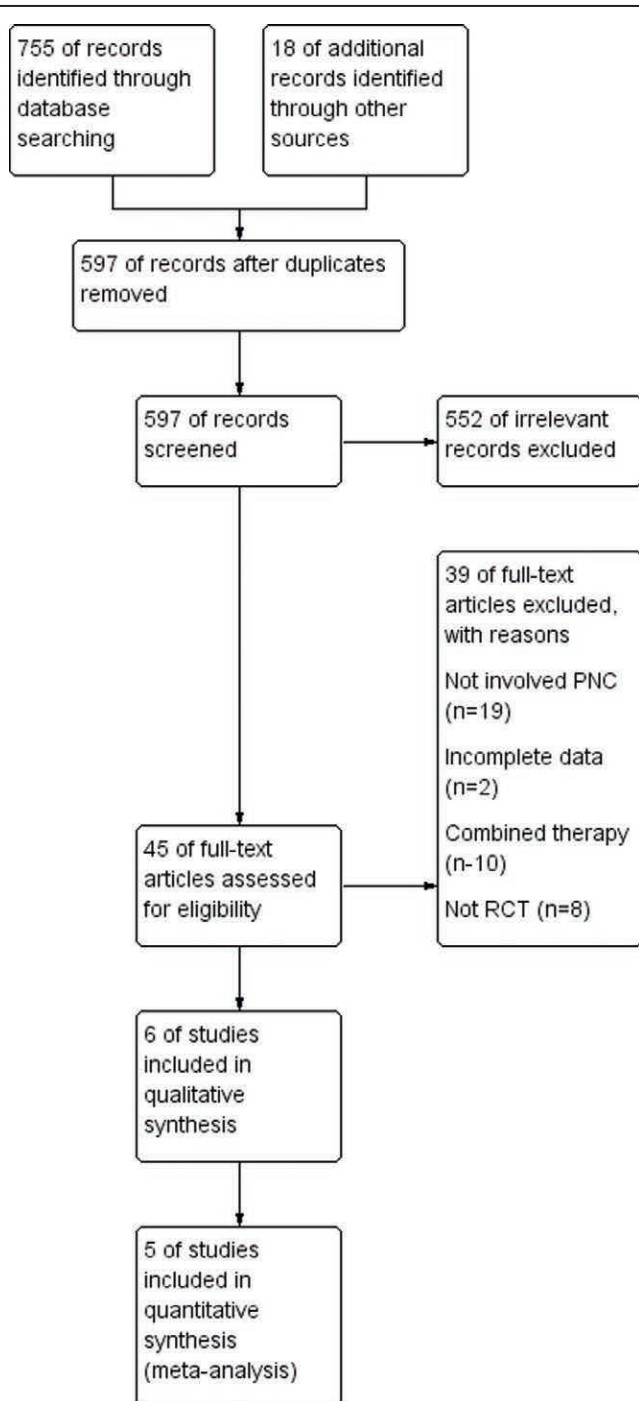 755 of records
identified through
database
searching
18 of additional
records identified
through other
sources
597 of records after duplicates
removed
597 of records
screened
552 of irrelevant
records excluded
39 of full-text
articles excluded,
with reasons
Not involved PNC
(n=19)
Incomplete data
(n=2)
Combined therapy
(n-10)
Not RCT (n=8)
45 of full-text
articles assessed
for eligibility
6 of studies
included in
qualitative
synthesis
5 of studies
included in
quantitative
synthesis
(meta-analysis)